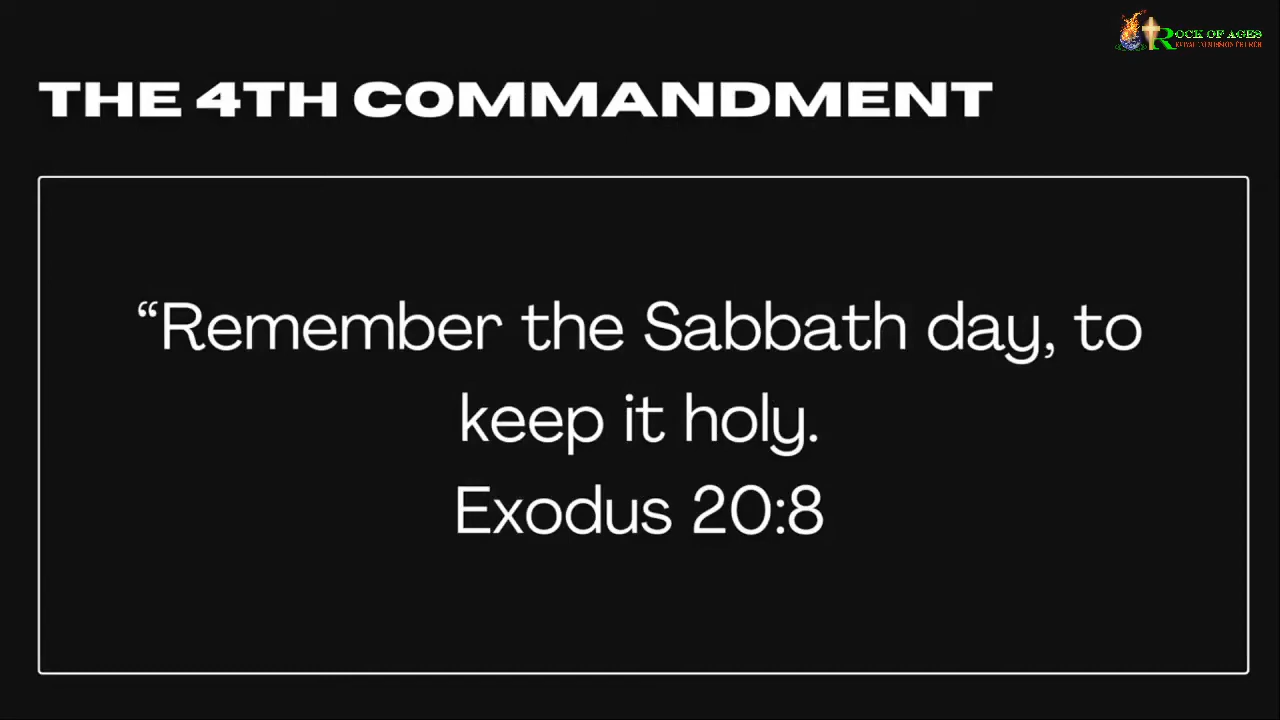 ROCK OF AGES
THE 4TH COMMANDMENT
“Remember the Sabbath day, to
keep it holy.
Exodus 20:8